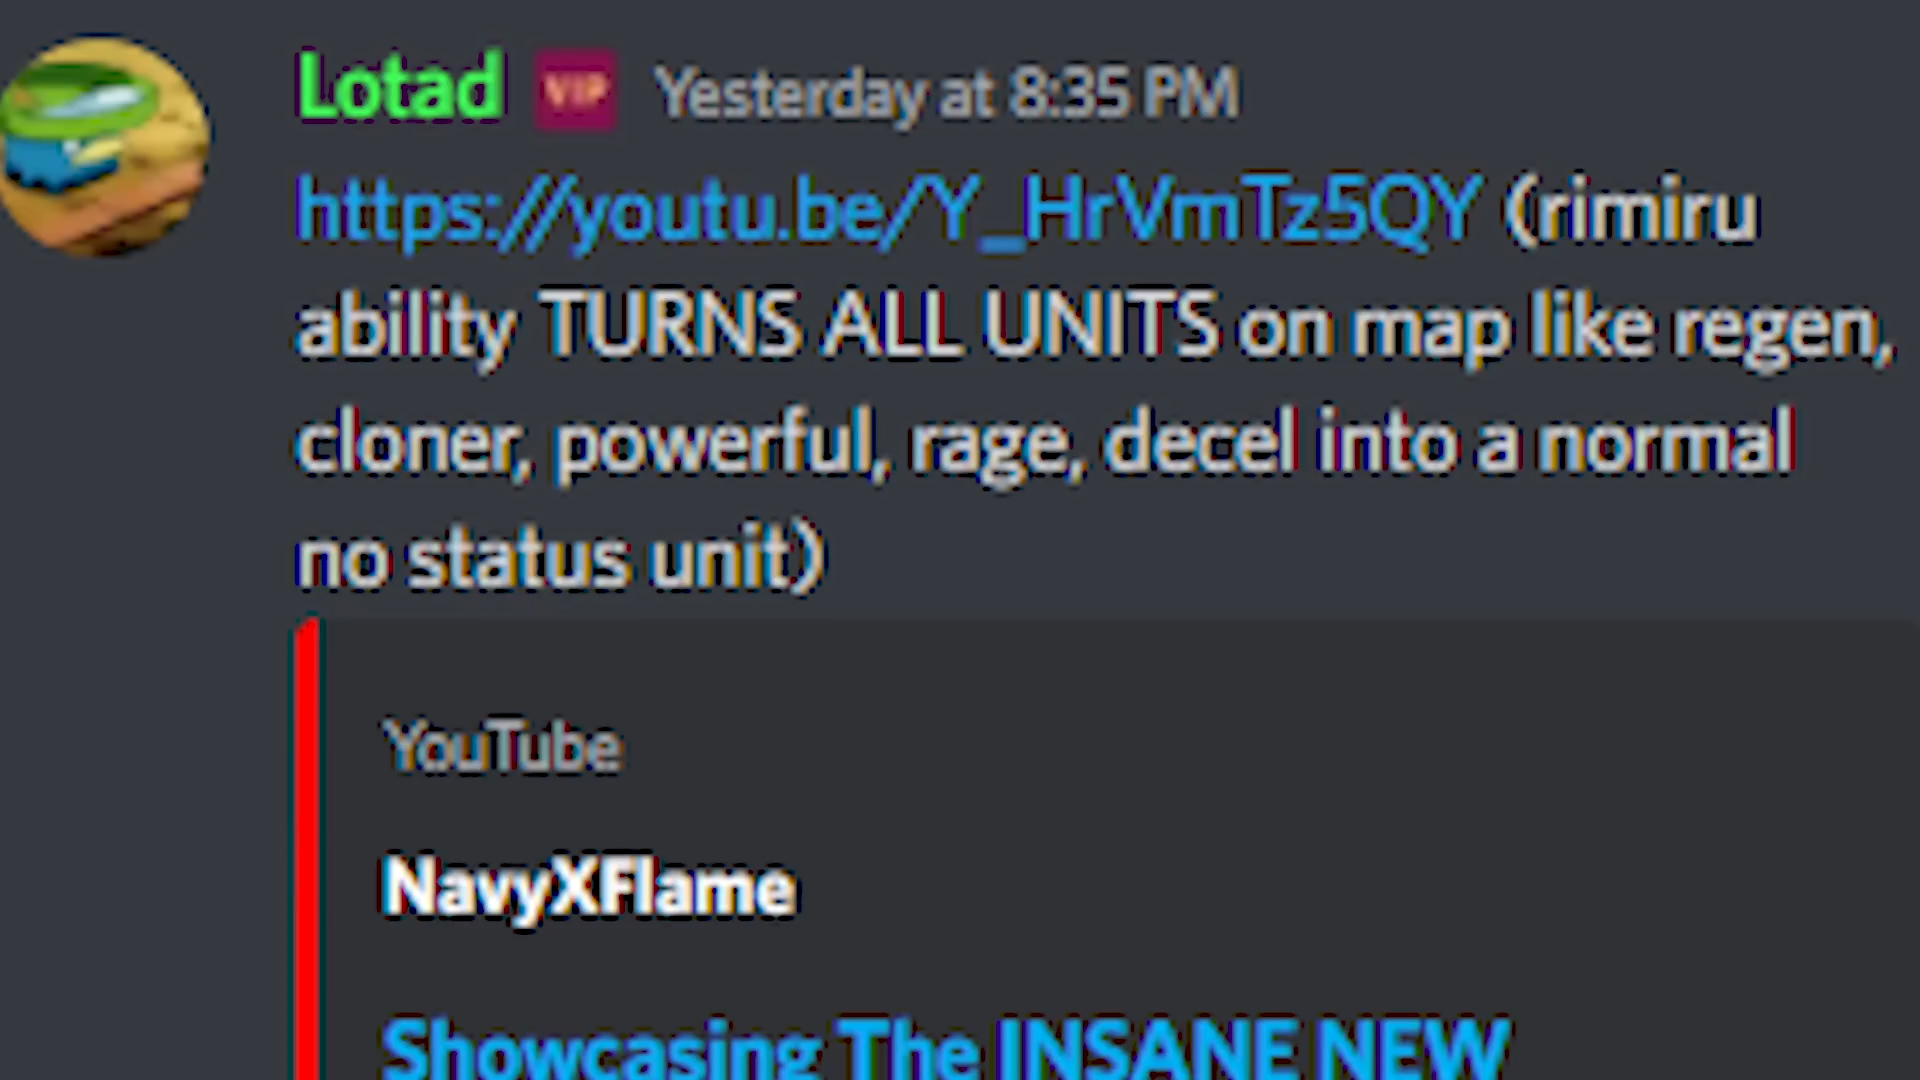 Lotad VIP Yesterday at 8:35 PM
https://youtu.be/Y_HrVmTz5QY (rimiru
ability TURNS ALL UNITS on map like regen,
cloner, powerful, rage, decel into a normal
no status unit)
YouTube
NavyXFlame
Showcasing The INSANE NEW